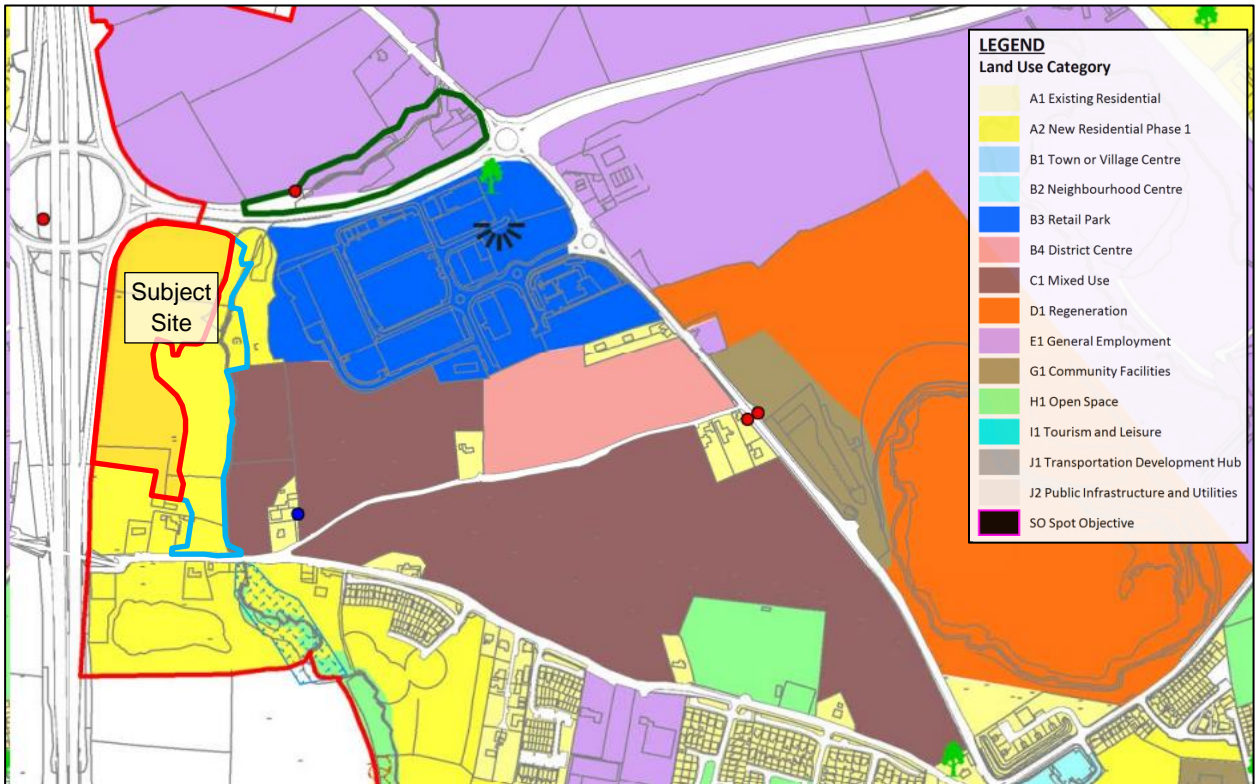 LEGEND
Land Use Category
A1 Existing Residential
A2 New Residential Phase 1
B1 Town or Village Centre
B2 Neighbourhood Centre
B3 Retail Park
B4 District Centre
C1 Mixed Use
D1 Regeneration
E1 General Employment
G1 Community Facilities
H1 Open Space
I1 Tourism and Leisure
J1 Transportation Development Hub
J2 Public Infrastructure and Utilities
SO Spot Objective
Subject
Site